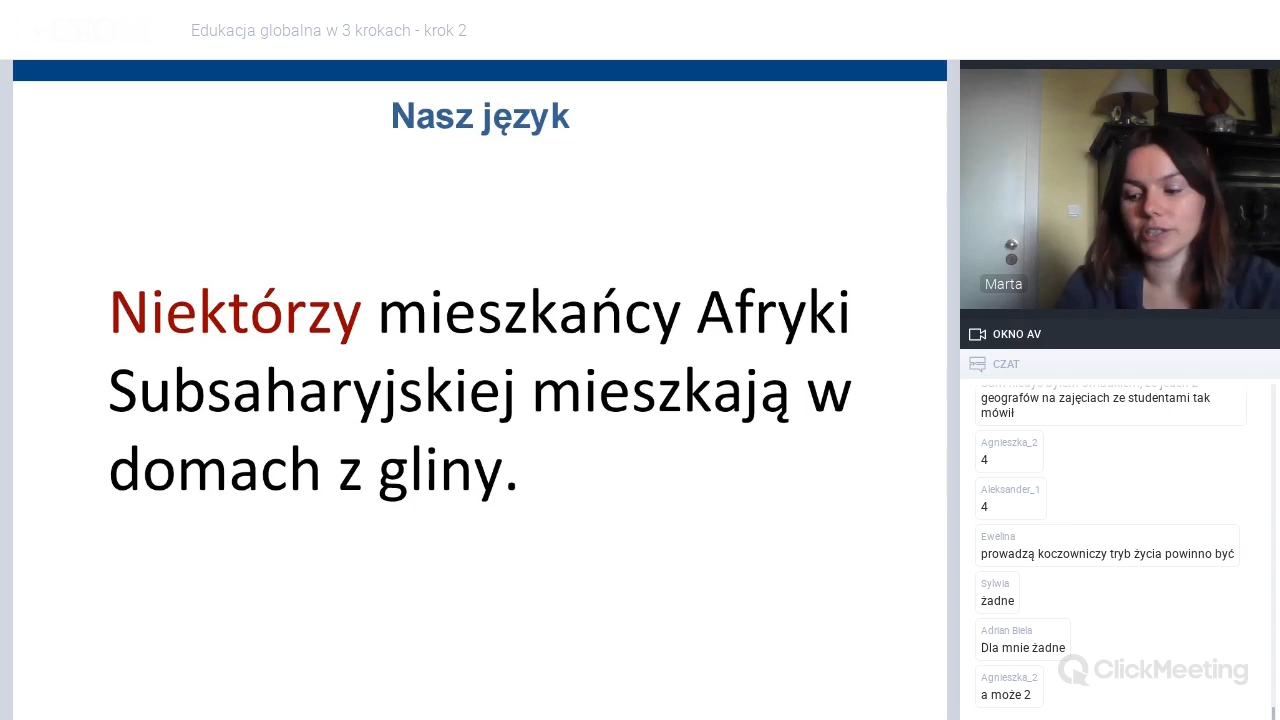 Edukacja globalna w 3 krokach - krok 2
Nasz język
Niektórzy mieszkańcy Afryki
Subsaharyjskiej mieszkają w
domach z gliny.
Marta
OKNO AV
CZAT
geografów na zajęciach ze studentami tak
mówił
Agnieszka_2
4
Aleksander_1
4
Ewelina
prowadzą koczowniczy tryb życia powinno być
Sylwia
żadne
Adrian Biela
Dla mnie żadne
Agnieszka_2
a może 2
ClickMeeting